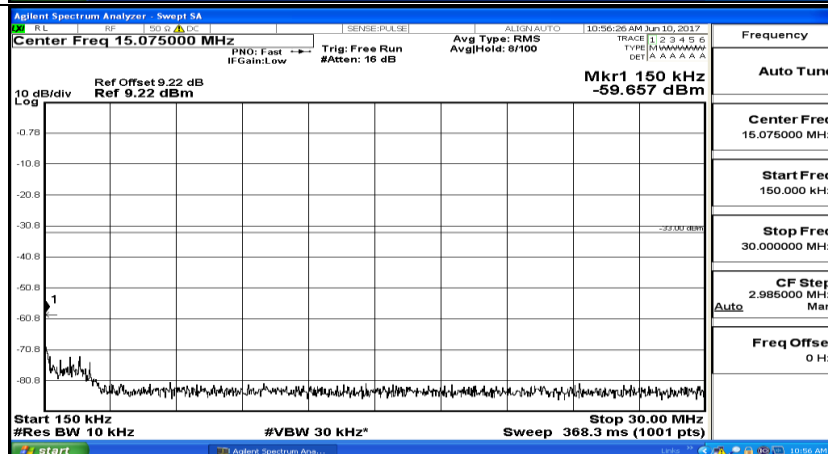 Agilent Spectrum Analyzer - Swept SA
LXI RL RF 50 Ω DC SENSE:PULSE ALIGN AUTO 10:56:26 AM Jun 10, 2017
Center Freq 15.075000 MHz
PNO: Fast
IFGain:Low
Trig: Free Run
#Atten: 16 dB
Avg Type: RMS
Avg|Hold: 8/100
TRACE 1 2 3 4 5 6
TYPE M WWWWW
DET A A A A A A
Ref Offset 9.22 dB
10 dB/div Ref 9.22 dBm
Log
Mkr1 150 kHz
-59.657 dBm
-0.78
-10.8
-20.8
-30.8
-33.00 dBm
-40.8
-50.8
1
-60.8
-70.8
-80.8
Start 150 kHz
Stop 30.00 MHz
#Res BW 10 kHz
#VBW 30 kHz*
Sweep 368.3 ms (1001 pts)
Frequency
Auto Tune
Center Freq
15.075000 MHz
Start Freq
150.000 kHz
Stop Freq
30.000000 MHz
CF Step
2.985000 MHz
Auto Man
Freq Offset
0 Hz
start Agilent Spectrum Ana... Links » 10:56 AM